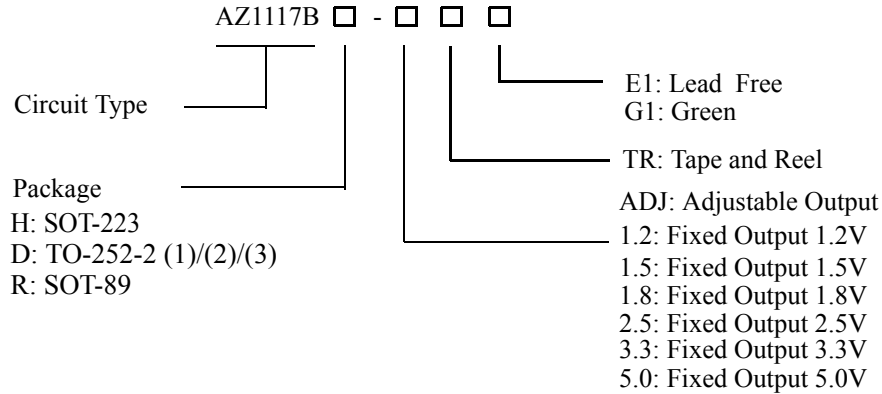 AZ1117B □ - □ □ □
Circuit Type
Package
H: SOT-223
D: TO-252-2 (1)/(2)/(3)
R: SOT-89
E1: Lead Free
G1: Green
TR: Tape and Reel
ADJ: Adjustable Output
1.2: Fixed Output 1.2V
1.5: Fixed Output 1.5V
1.8: Fixed Output 1.8V
2.5: Fixed Output 2.5V
3.3: Fixed Output 3.3V
5.0: Fixed Output 5.0V